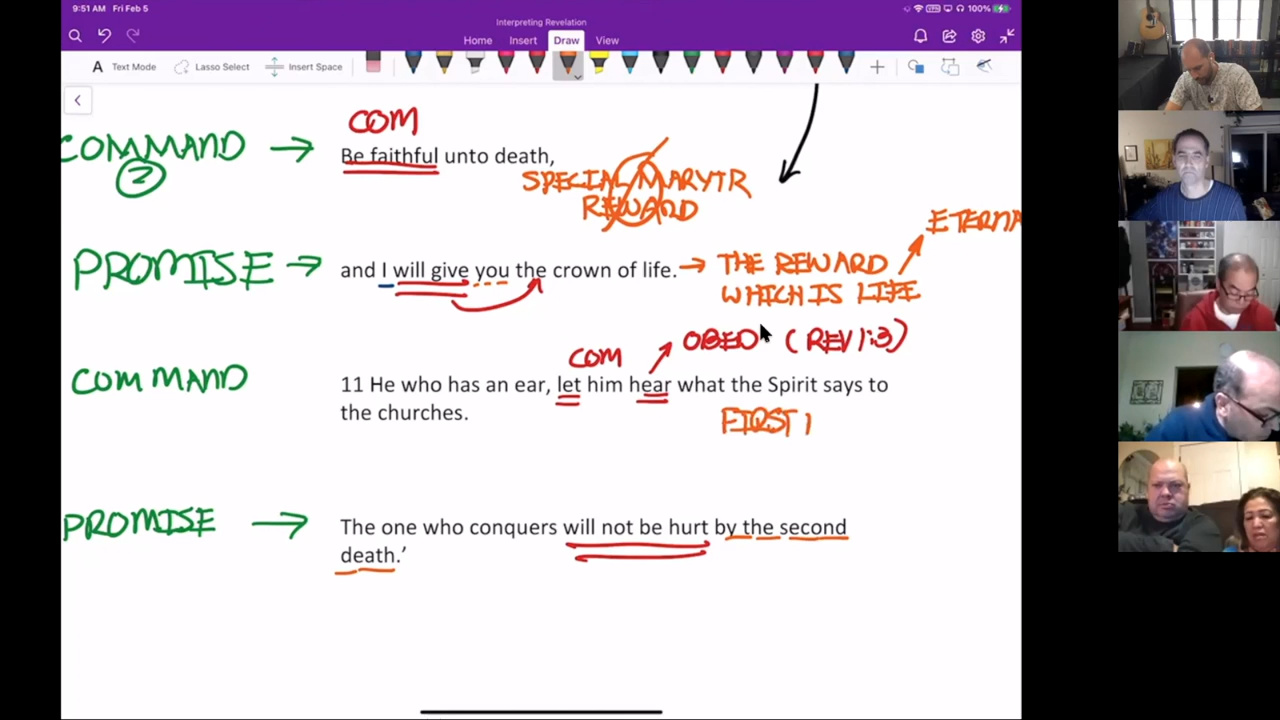 9:51 AM Fri Feb 5
100%
Interpreting Revelation
Home Insert Draw View
A Text Mode Lasso Select Insert Space
COM
COMMAND → Be faithful unto death,
2
SPECIAL MARYTR
REWARD
ETERNA
PROMISE → and I will give you the crown of life. → THE REWARD
WHICH IS LIFE
COM OBED (REV 1:3)
COMMAND 11 He who has an ear, let him hear what the Spirit says to
the churches.
FIRST
PROMISE → The one who conquers will not be hurt by the second
death.’